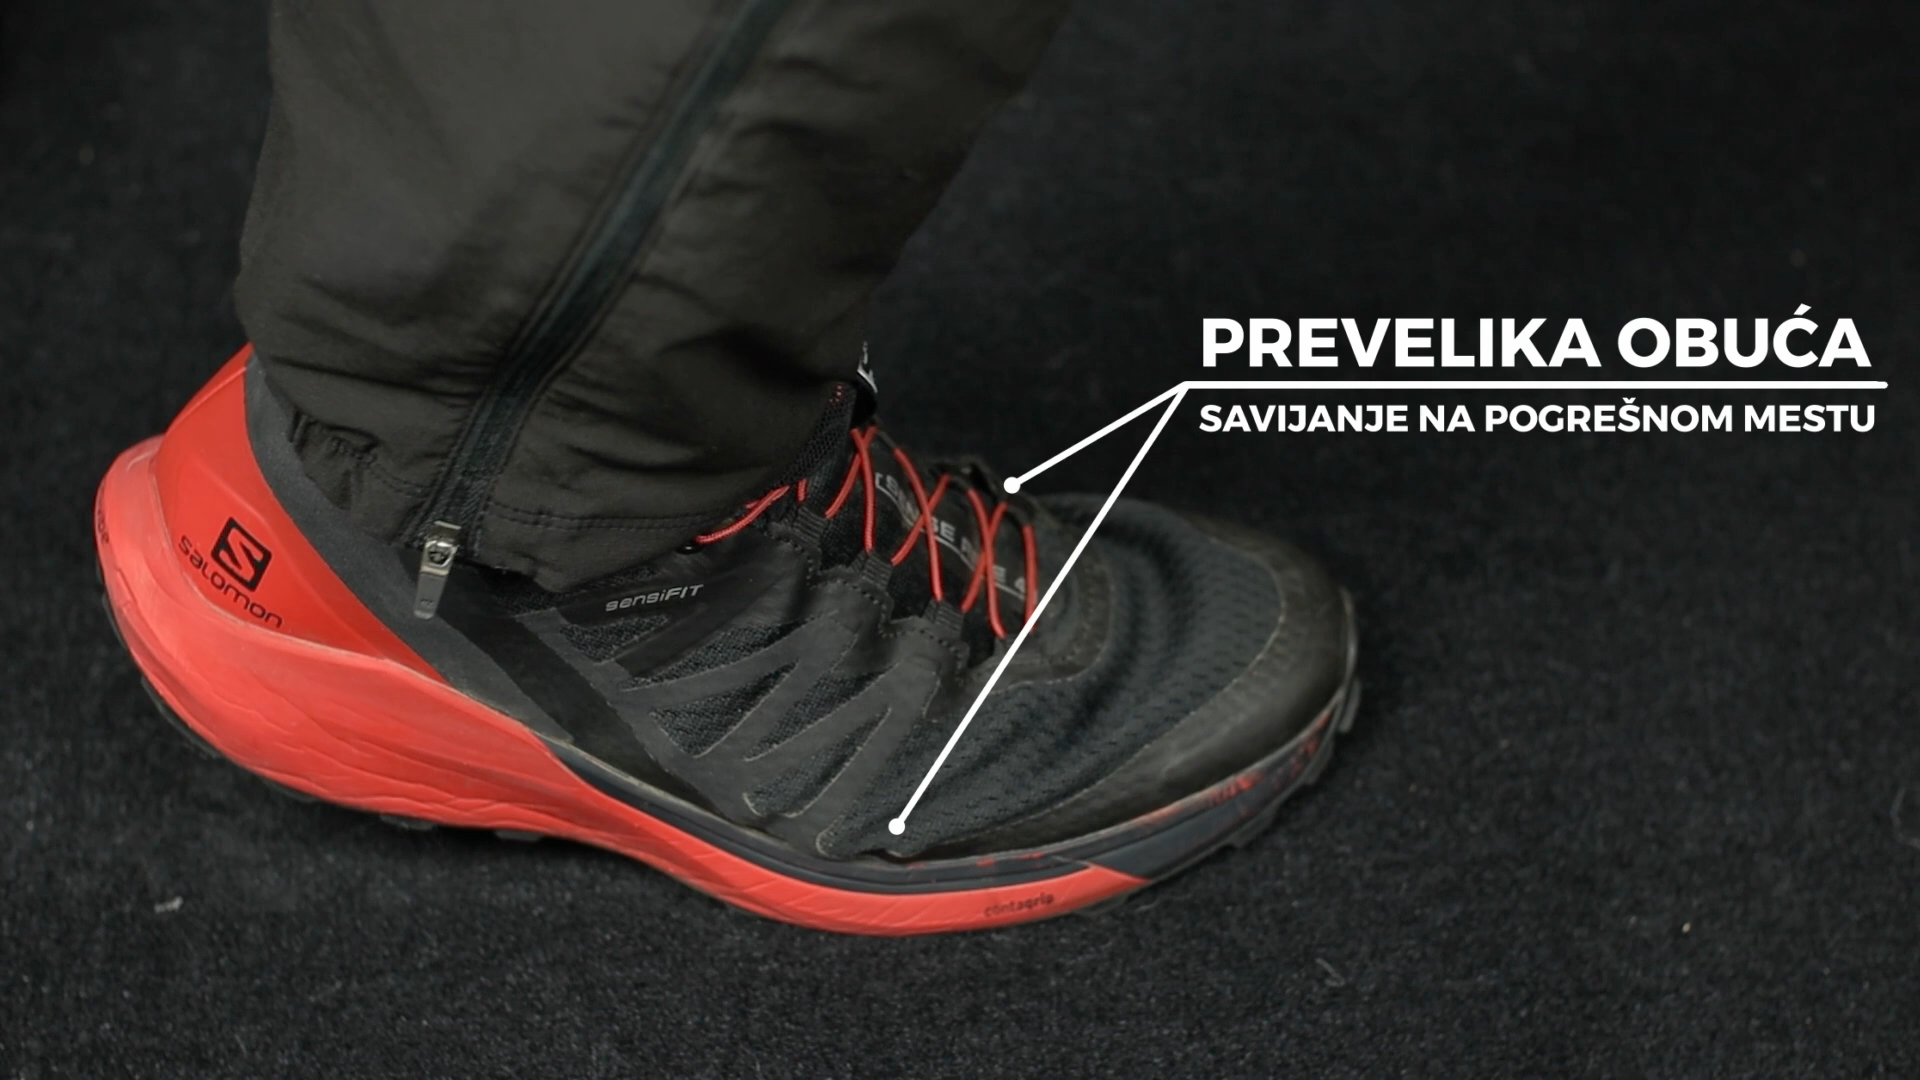 PREVELIKA OBUĆA
SAVIJANJE NA POGREŠNOM MESTU
salomon
sensiFIT
contagrip